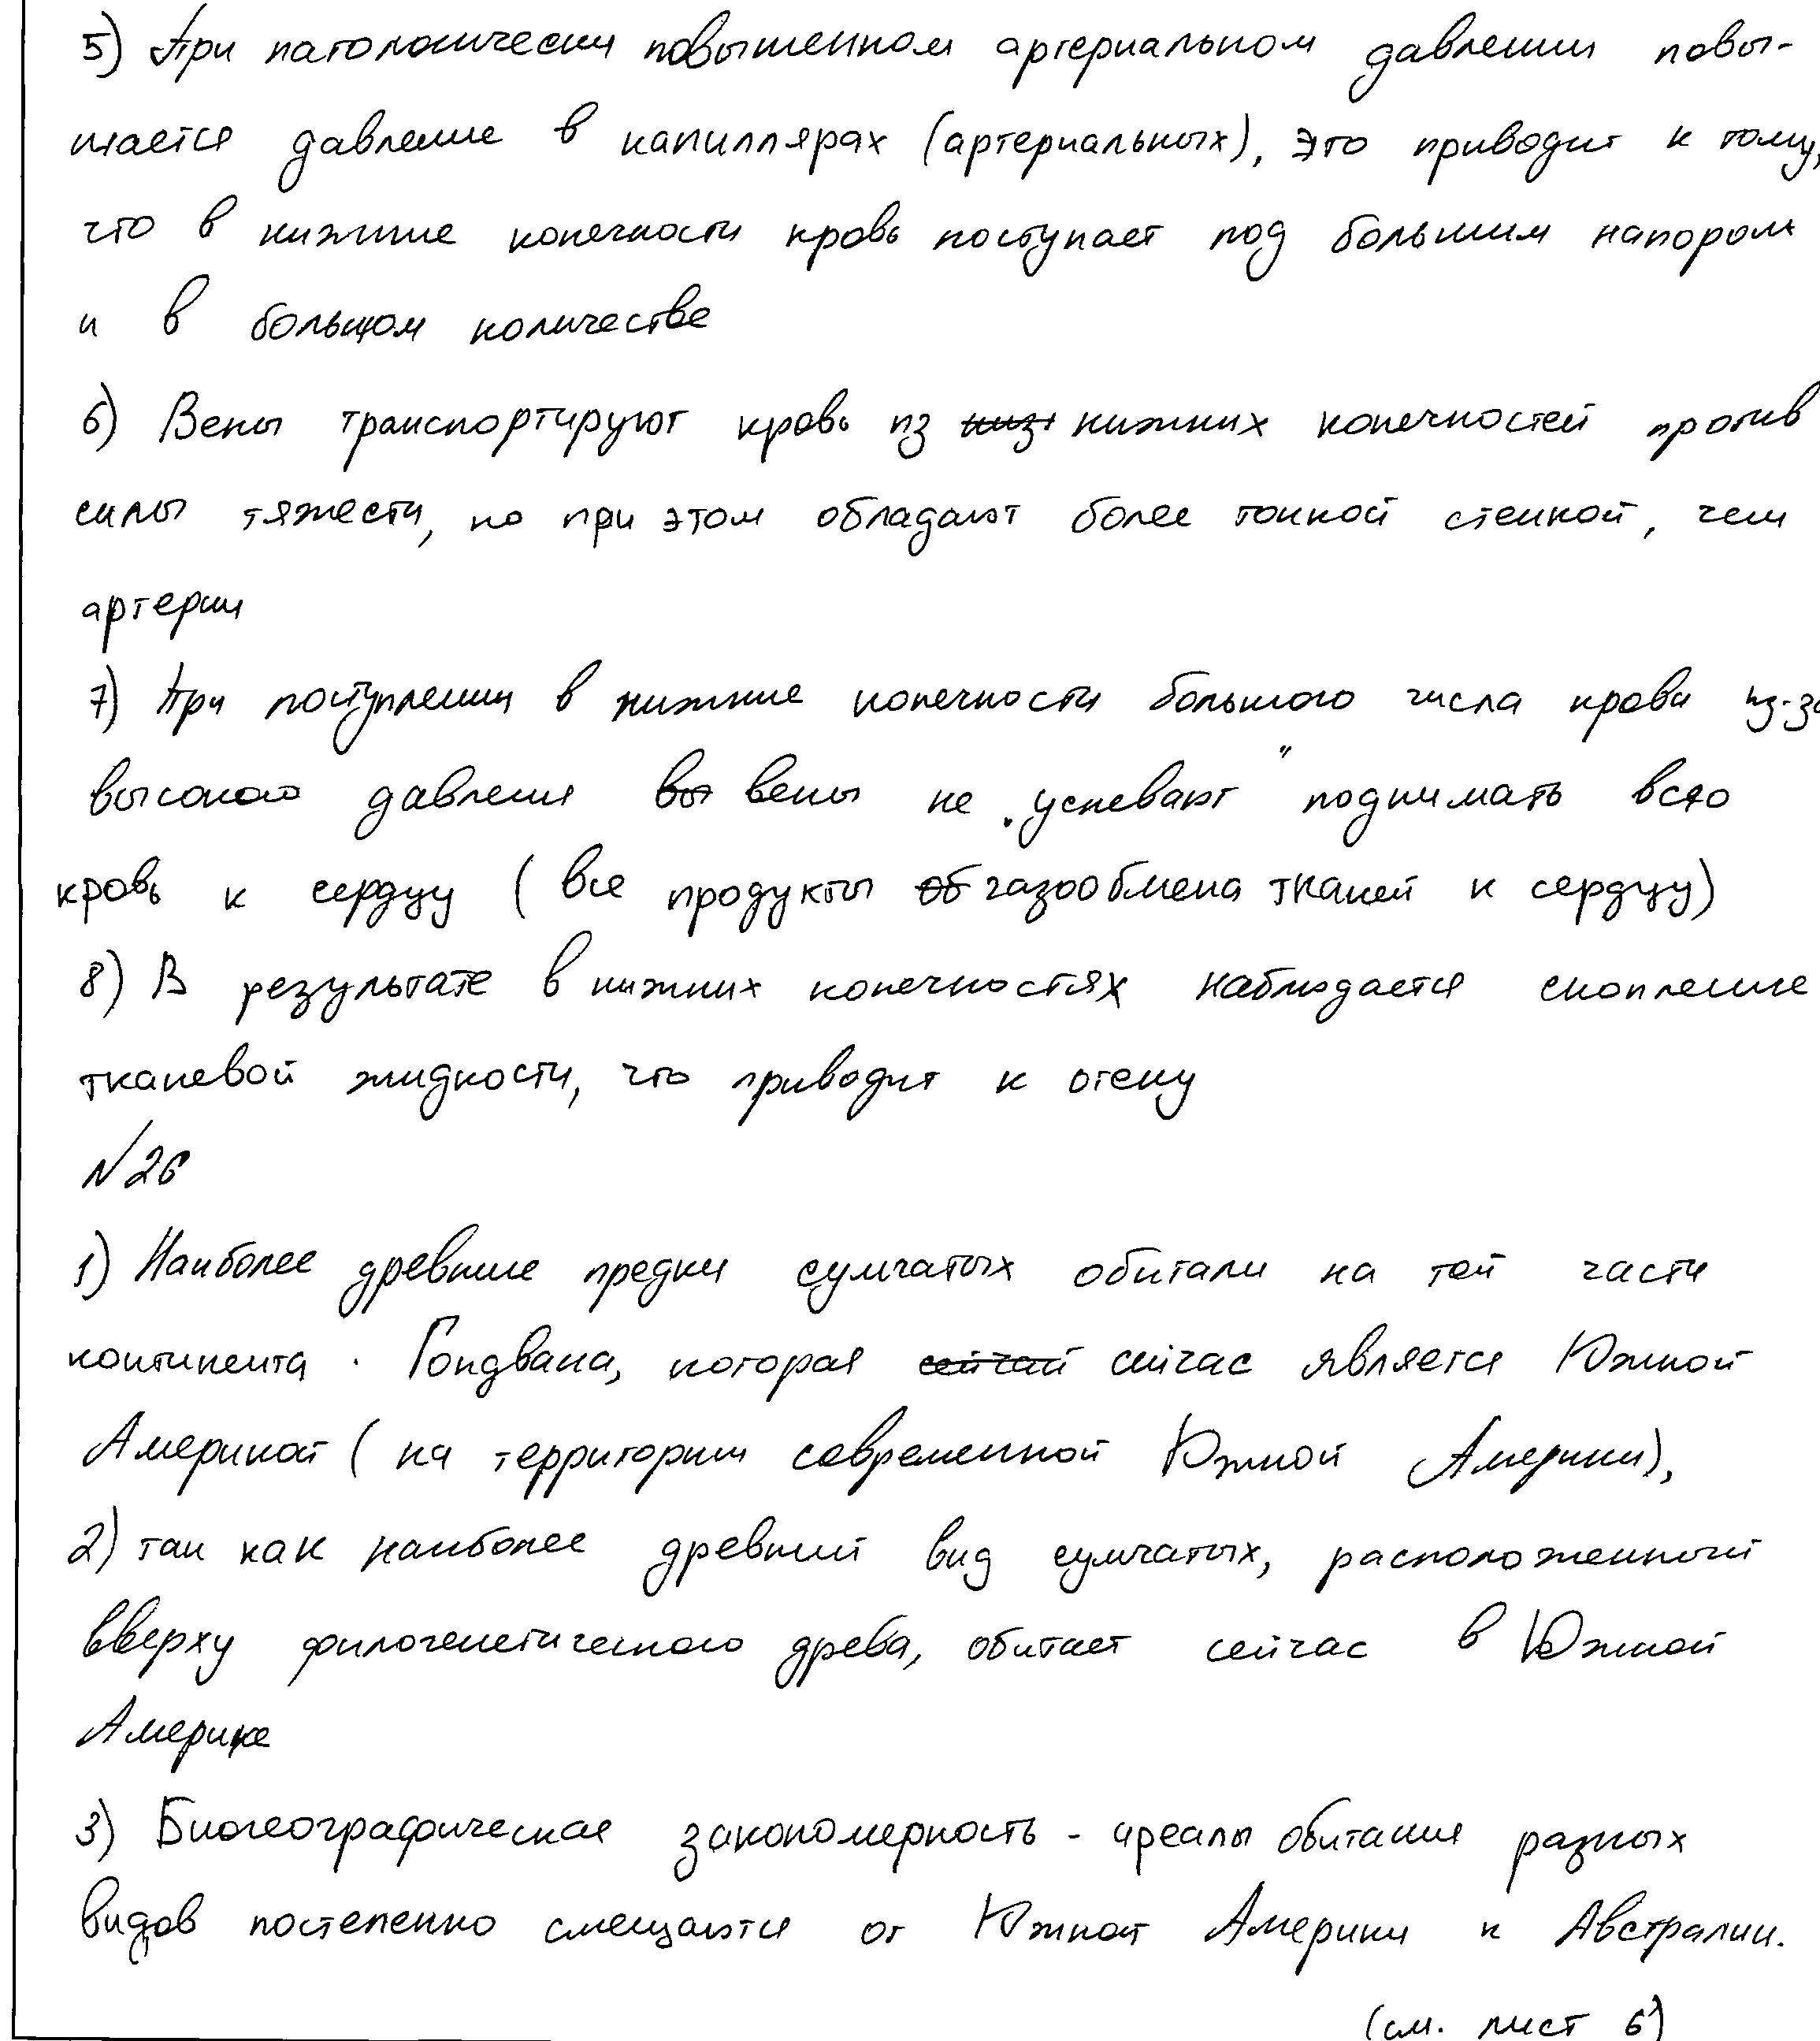 5) При патологически повышенном артериальном давлении повы-
шается давление в капиллярах (артериальных), это приводит к тому,
что в нижние конечности кровь поступает под большим напором
и в большом количестве
6) Вены транспортируют кровь из низ нижних конечностей против
силы тяжести, но при этом обладают более тонкой стенкой, чем
артерии
7) При поступлении в нижние конечности большого числа крови из-за
высокого давления вы вены не "успевают" поднимать всю
кровь к сердцу (все продукты об газообмена тканей к сердцу)
8) В результате в нижних конечностях наблюдается скопление
тканевой жидкости, что приводит к отеку
№26
1) Наиболее древние предки сумчатых обитали на той части
континента Гондвана, которая сейчай сейчас является Южной
Америкой (на территории современной Южной Америки),
2) так как наиболее древний вид сумчатых, расположенный
вверху филогенетического древа, обитает сейчас в Южной
Америке
3) Биогеографическая закономерность - ареалы обитания разных
видов постепенно смещаются от Южной Америки к Австралии.
(см. лист 6)